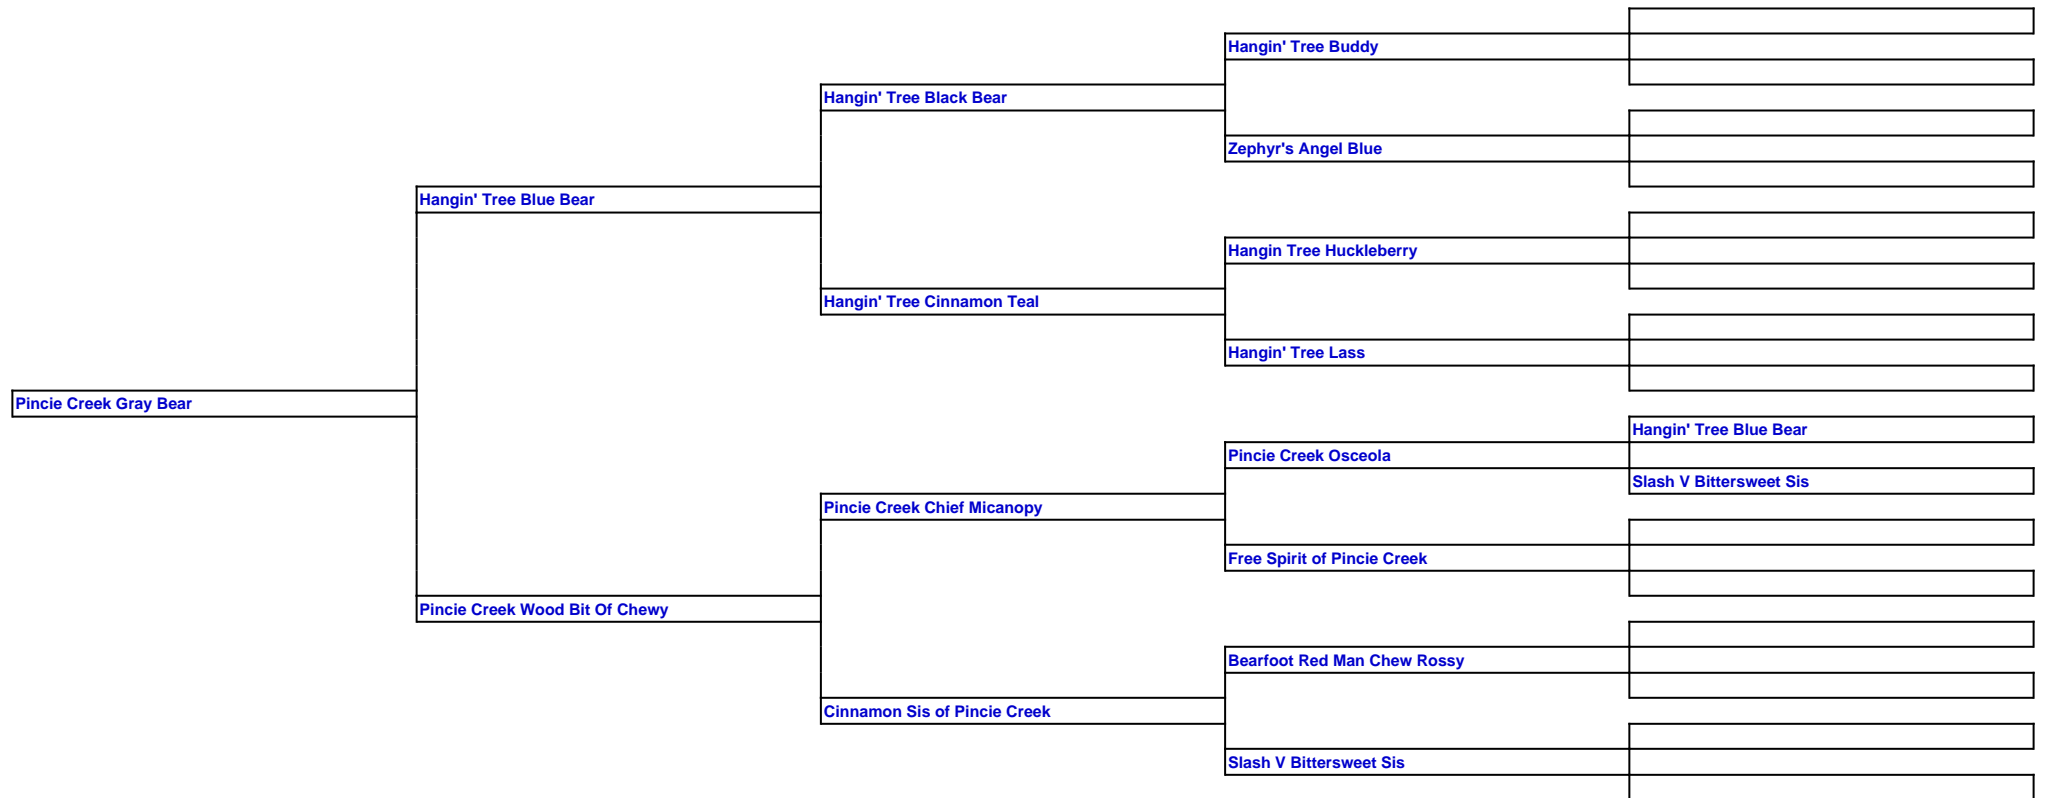 Hangin' Tree Buddy
Hangin' Tree Black Bear
Zephyr's Angel Blue
Hangin' Tree Blue Bear
Hangin Tree Huckleberry
Hangin' Tree Cinnamon Teal
Hangin' Tree Lass
Pincie Creek Gray Bear
Hangin' Tree Blue Bear
Pincie Creek Osceola
Slash V Bittersweet Sis
Pincie Creek Chief Micanopy
Free Spirit of Pincie Creek
Pincie Creek Wood Bit Of Chewy
Bearfoot Red Man Chew Rossy
Cinnamon Sis of Pincie Creek
Slash V Bittersweet Sis